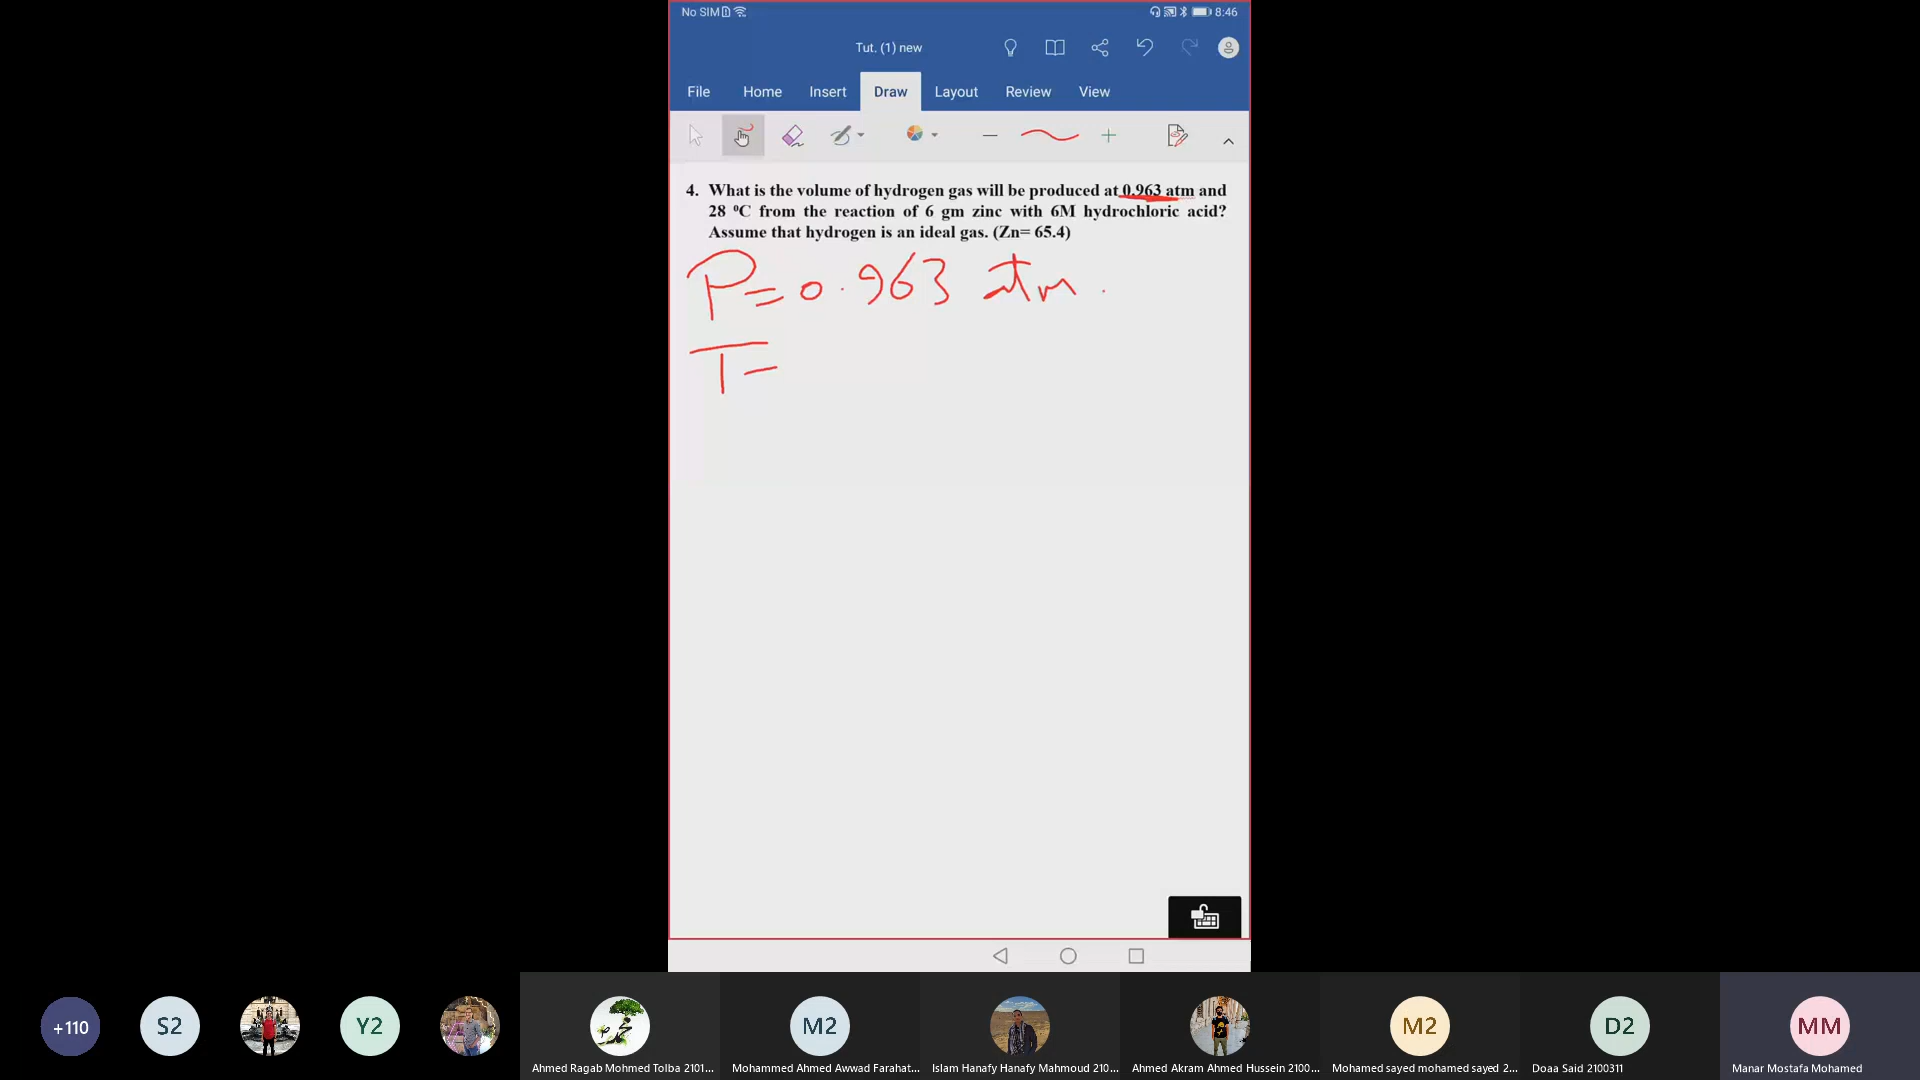 No SIM 8:46
Tut. (1) new
File Home Insert Draw Layout Review View
4. What is the volume of hydrogen gas will be produced at 0.963 atm and
28 ⁰C from the reaction of 6 gm zinc with 6M hydrochloric acid?
Assume that hydrogen is an ideal gas. (Zn= 65.4)
P=0.963 atm.
T=
+110 S2 Y2 M2 M2 D2 MM
Ahmed Ragab Mohmed Tolba 2101... Mohammed Ahmed Awwad Farahat... Islam Hanafy Hanafy Mahmoud 210... Ahmed Akram Ahmed Hussein 2100... Mohamed sayed mohamed sayed 2... Doaa Said 2100311 Manar Mostafa Mohamed